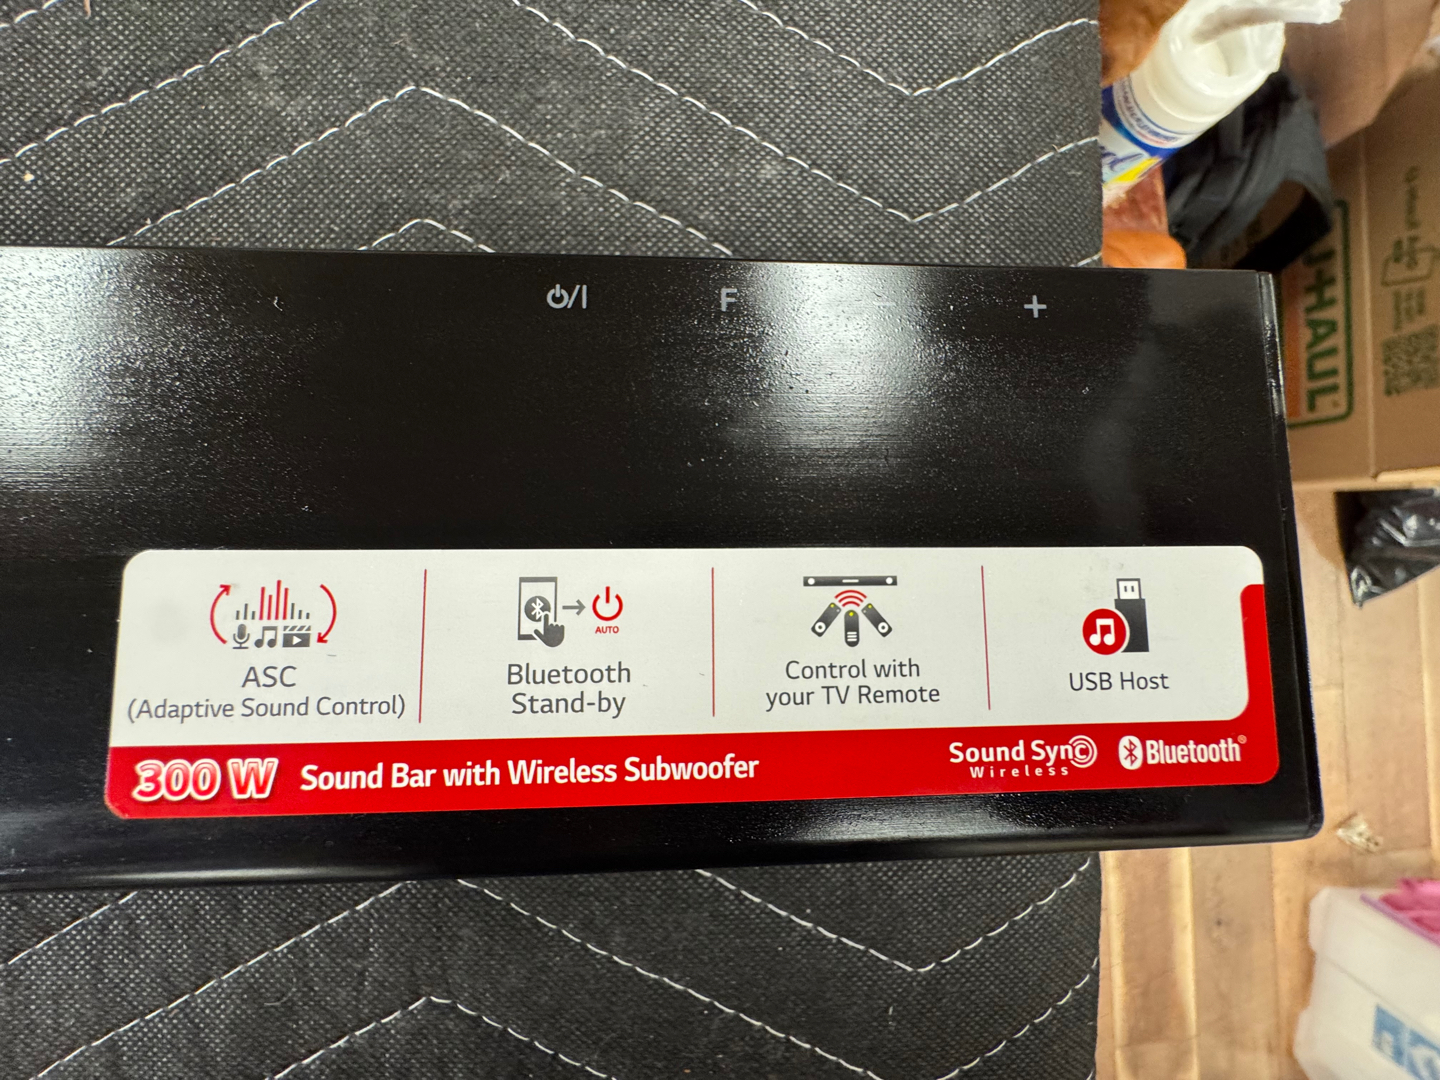 ⏻/I F - +
ASC
(Adaptive Sound Control)
AUTO
Bluetooth
Stand-by
Control with
your TV Remote
USB Host
300 W Sound Bar with Wireless Subwoofer
Sound Sync
Wireless
Bluetooth®
U-HAUL